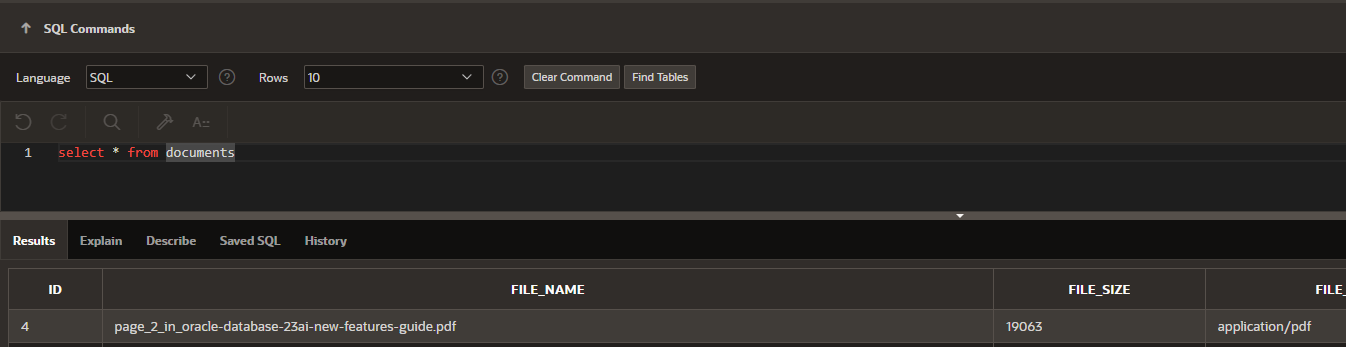 SQL Commands
Language SQL ? Rows 10 ? Clear Command Find Tables
A::
1 select * from documents
Results Explain Describe Saved SQL History
ID FILE_NAME FILE_SIZE FILE_
4 page_2_in_oracle-database-23ai-new-features-guide.pdf 19063 application/pdf